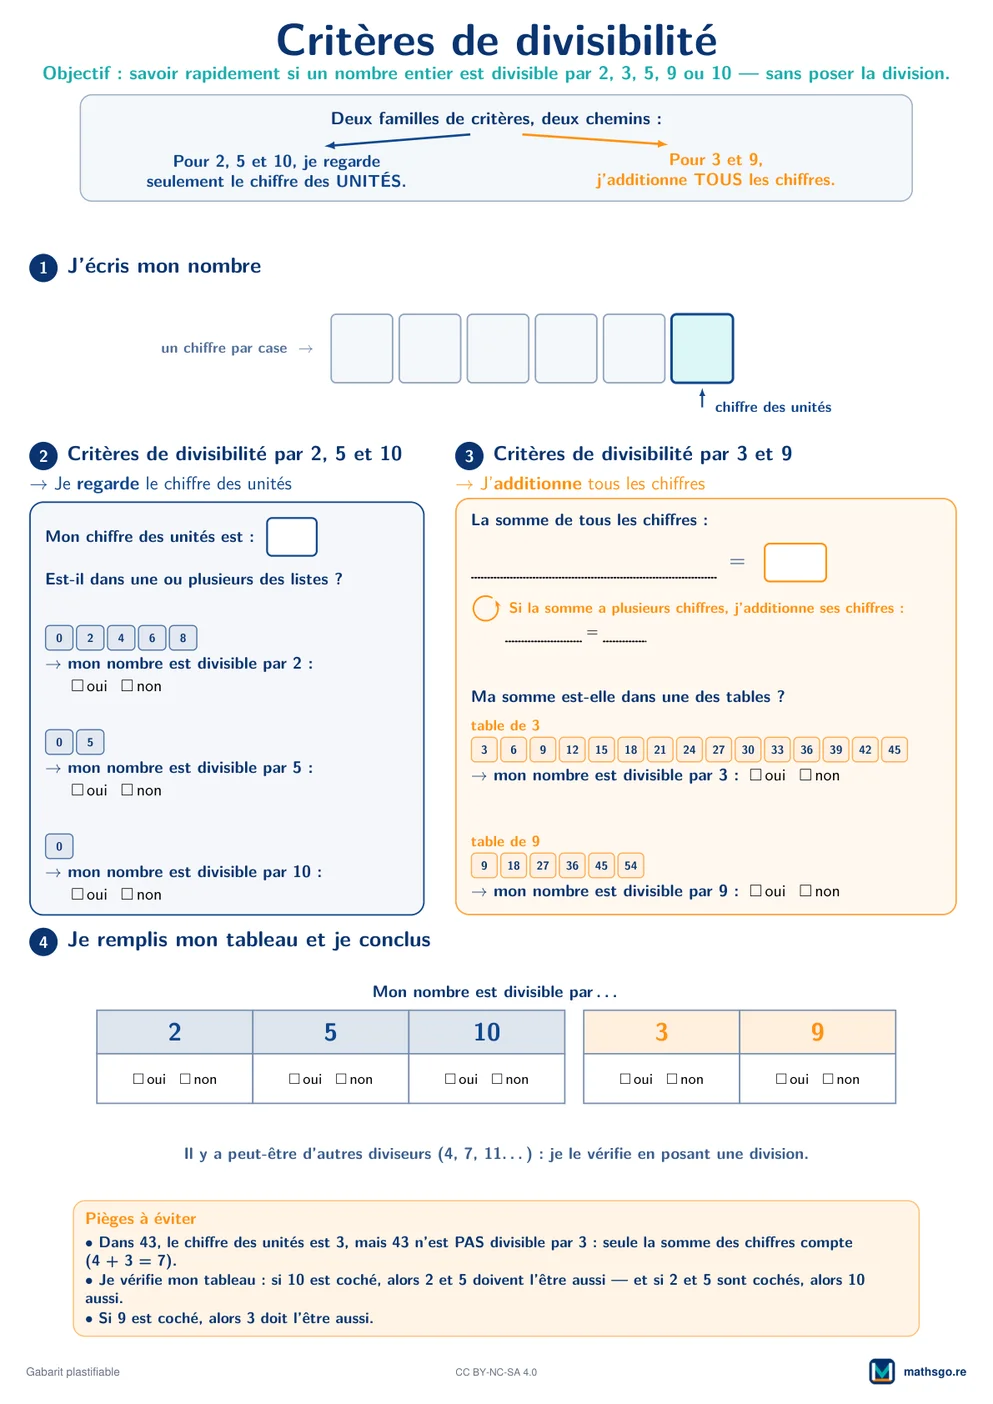 Critères de divisibilité
Objectif : savoir rapidement si un nombre entier est divisible par 2, 3, 5, 9 ou 10 — sans poser la division.
Deux familles de critères, deux chemins :
Pour 2, 5 et 10, je regarde
seulement le chiffre des UNITÉS.
Pour 3 et 9,
j'additionne TOUS les chiffres.
1 J'écris mon nombre
un chiffre par case →
chiffre des unités
2 Critères de divisibilité par 2, 5 et 10
→ Je regarde le chiffre des unités
Mon chiffre des unités est :
Est-il dans une ou plusieurs des listes ?
0 2 4 6 8
→ mon nombre est divisible par 2 :
☐ oui ☐ non
0 5
→ mon nombre est divisible par 5 :
☐ oui ☐ non
0
→ mon nombre est divisible par 10 :
☐ oui ☐ non
3 Critères de divisibilité par 3 et 9
→ J'additionne tous les chiffres
La somme de tous les chiffres :
=
Si la somme a plusieurs chiffres, j'additionne ses chiffres :
=
Ma somme est-elle dans une des tables ?
table de 3
3 6 9 12 15 18 21 24 27 30 33 36 39 42 45
→ mon nombre est divisible par 3 : ☐ oui ☐ non
table de 9
9 18 27 36 45 54
→ mon nombre est divisible par 9 : ☐ oui ☐ non
4 Je remplis mon tableau et je conclus
Mon nombre est divisible par...
2 5 10 3 9
☐ oui ☐ non ☐ oui ☐ non ☐ oui ☐ non ☐ oui ☐ non ☐ oui ☐ non
Il y a peut-être d'autres diviseurs (4, 7, 11...) : je le vérifie en posant une division.
Pièges à éviter
• Dans 43, le chiffre des unités est 3, mais 43 n'est PAS divisible par 3 : seule la somme des chiffres compte
(4 + 3 = 7).
• Je vérifie mon tableau : si 10 est coché, alors 2 et 5 doivent l'être aussi — et si 2 et 5 sont cochés, alors 10
aussi.
• Si 9 est coché, alors 3 doit l'être aussi.
Gabarit plastifiable
CC BY-NC-SA 4.0
mathsgo.re